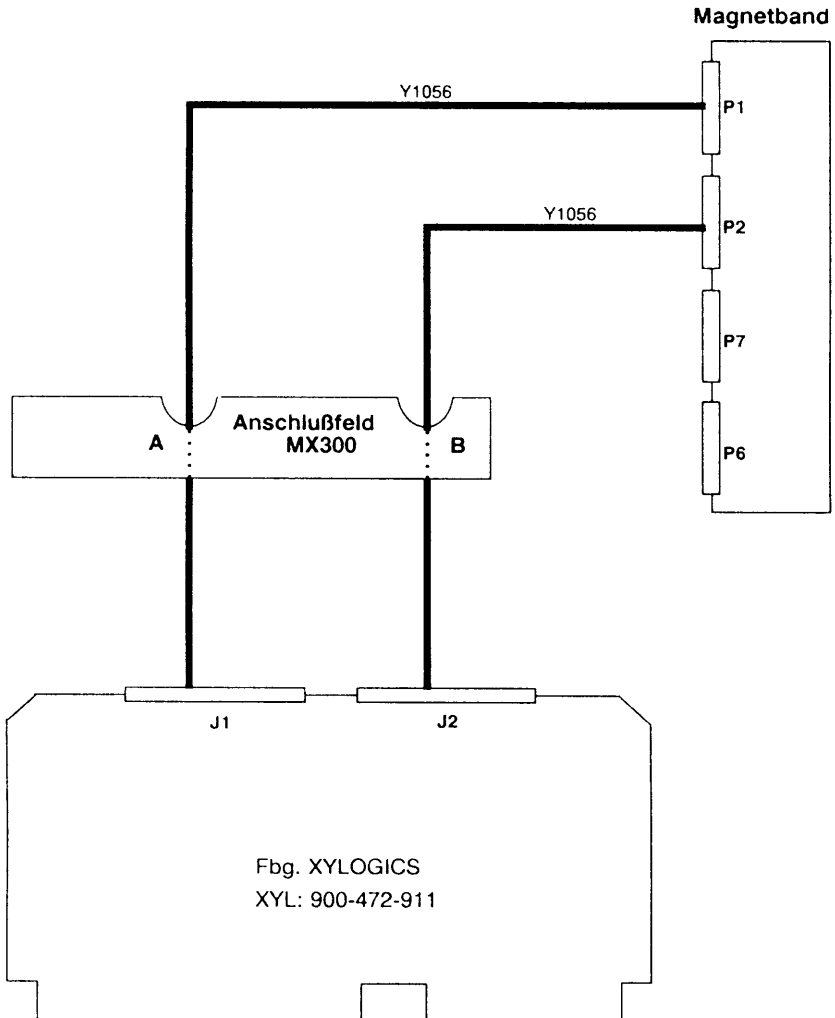 Magnetband
Y1056
P1
Y1056
P2
P7
Anschlußfeld
A MX300 B
P6
J1 J2
Fbg. XYLOGICS
XYL: 900-472-911